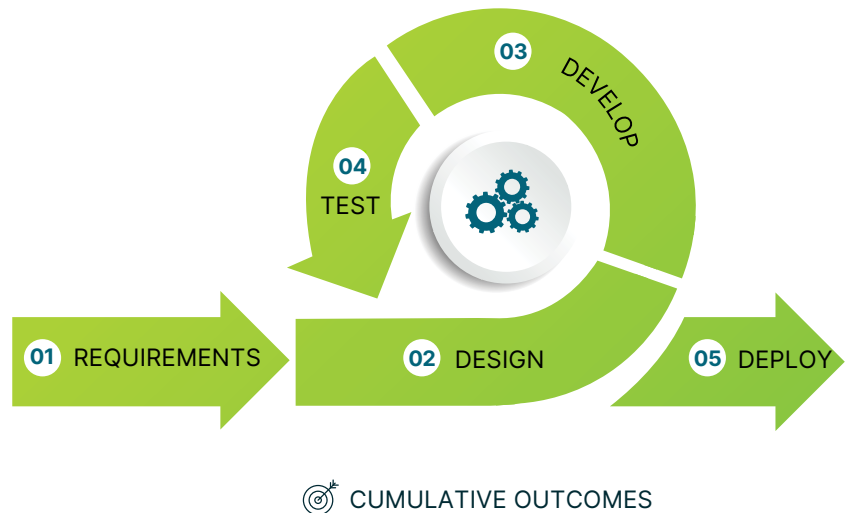 01 REQUIREMENTS
02 DESIGN
03 DEVELOP
04 TEST
05 DEPLOY
CUMULATIVE OUTCOMES